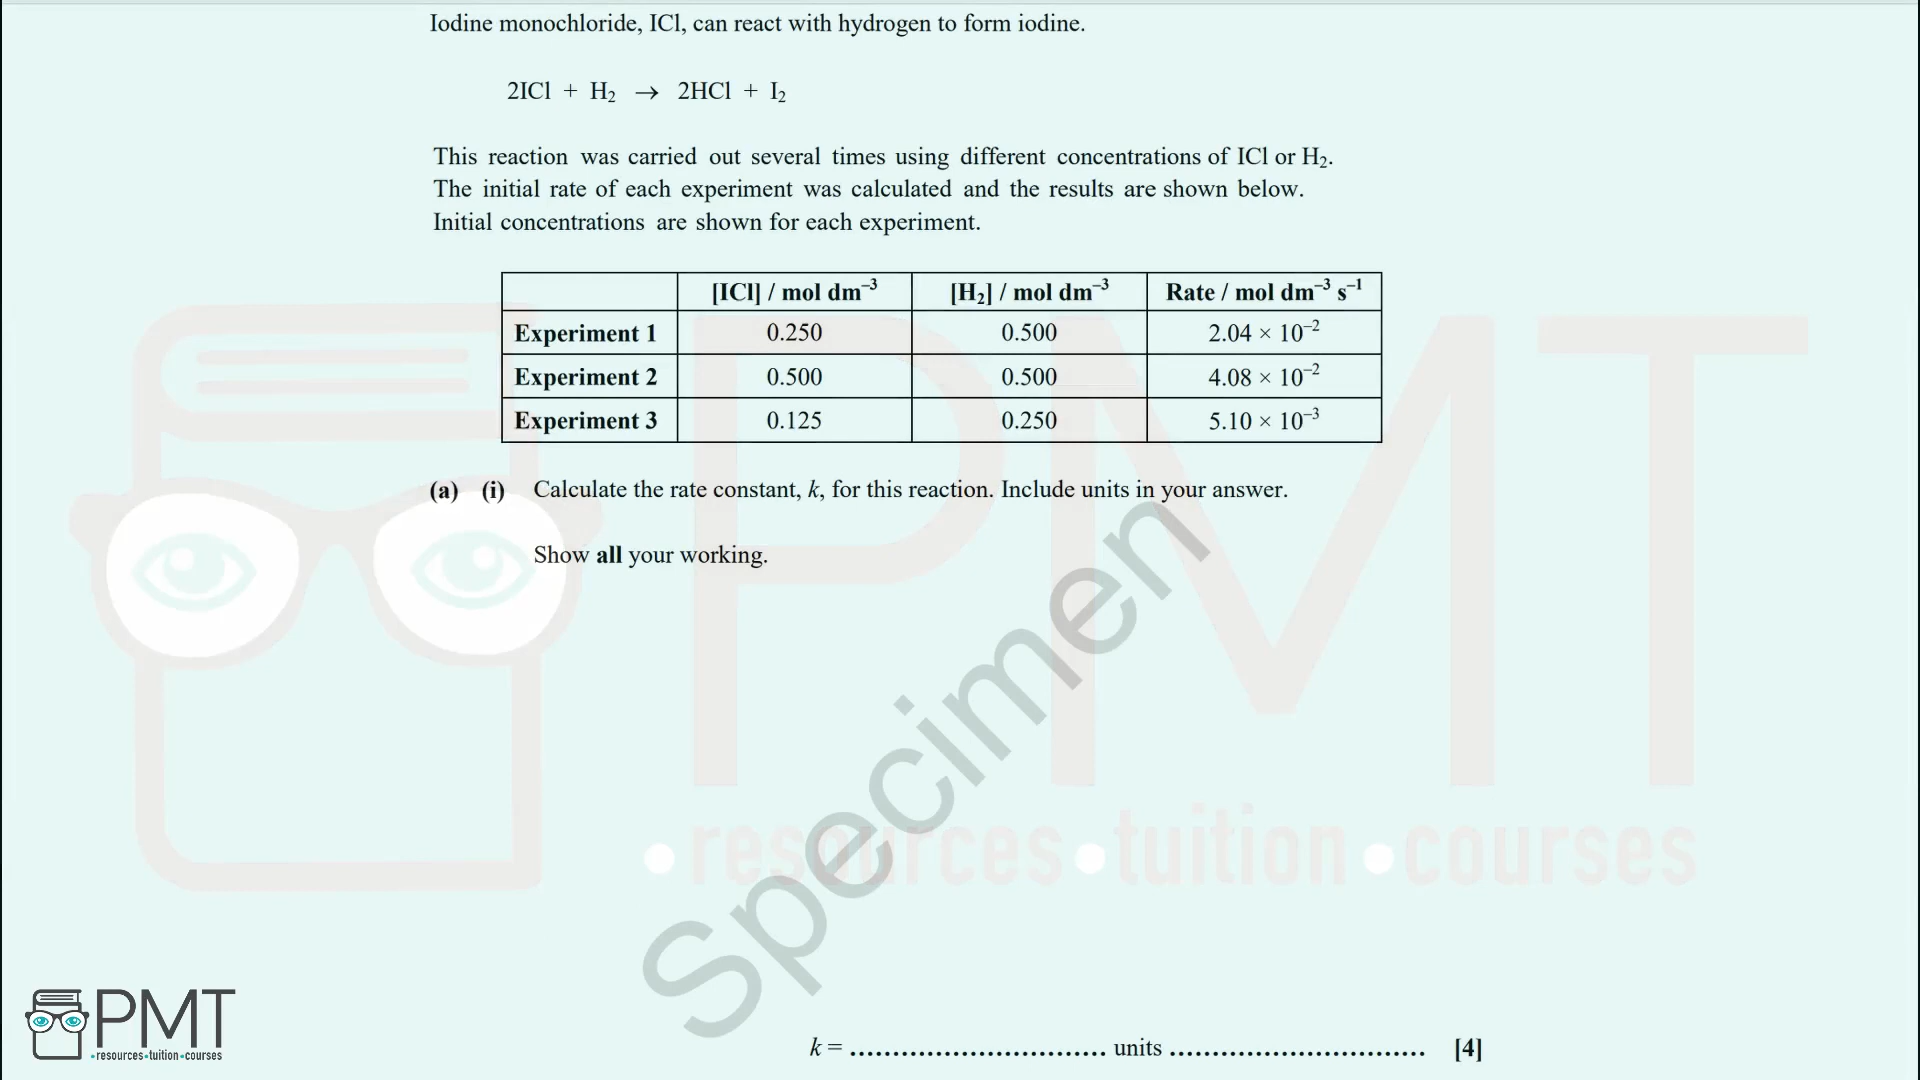 Iodine monochloride, ICl, can react with hydrogen to form iodine.
2ICl + H₂ → 2HCl + I₂
This reaction was carried out several times using different concentrations of ICl or H₂.
The initial rate of each experiment was calculated and the results are shown below.
Initial concentrations are shown for each experiment.
[ICl] / mol dm⁻³ [H₂] / mol dm⁻³ Rate / mol dm⁻³ s⁻¹
Experiment 1 0.250 0.500 2.04 × 10⁻²
Experiment 2 0.500 0.500 4.08 × 10⁻²
Experiment 3 0.125 0.250 5.10 × 10⁻³
(a) (i) Calculate the rate constant, k, for this reaction. Include units in your answer.
Show all your working.
Specimen
PMT
•resources•tuition•courses
k = ............................. units ............................. [4]
PMT
•resources•tuition•courses